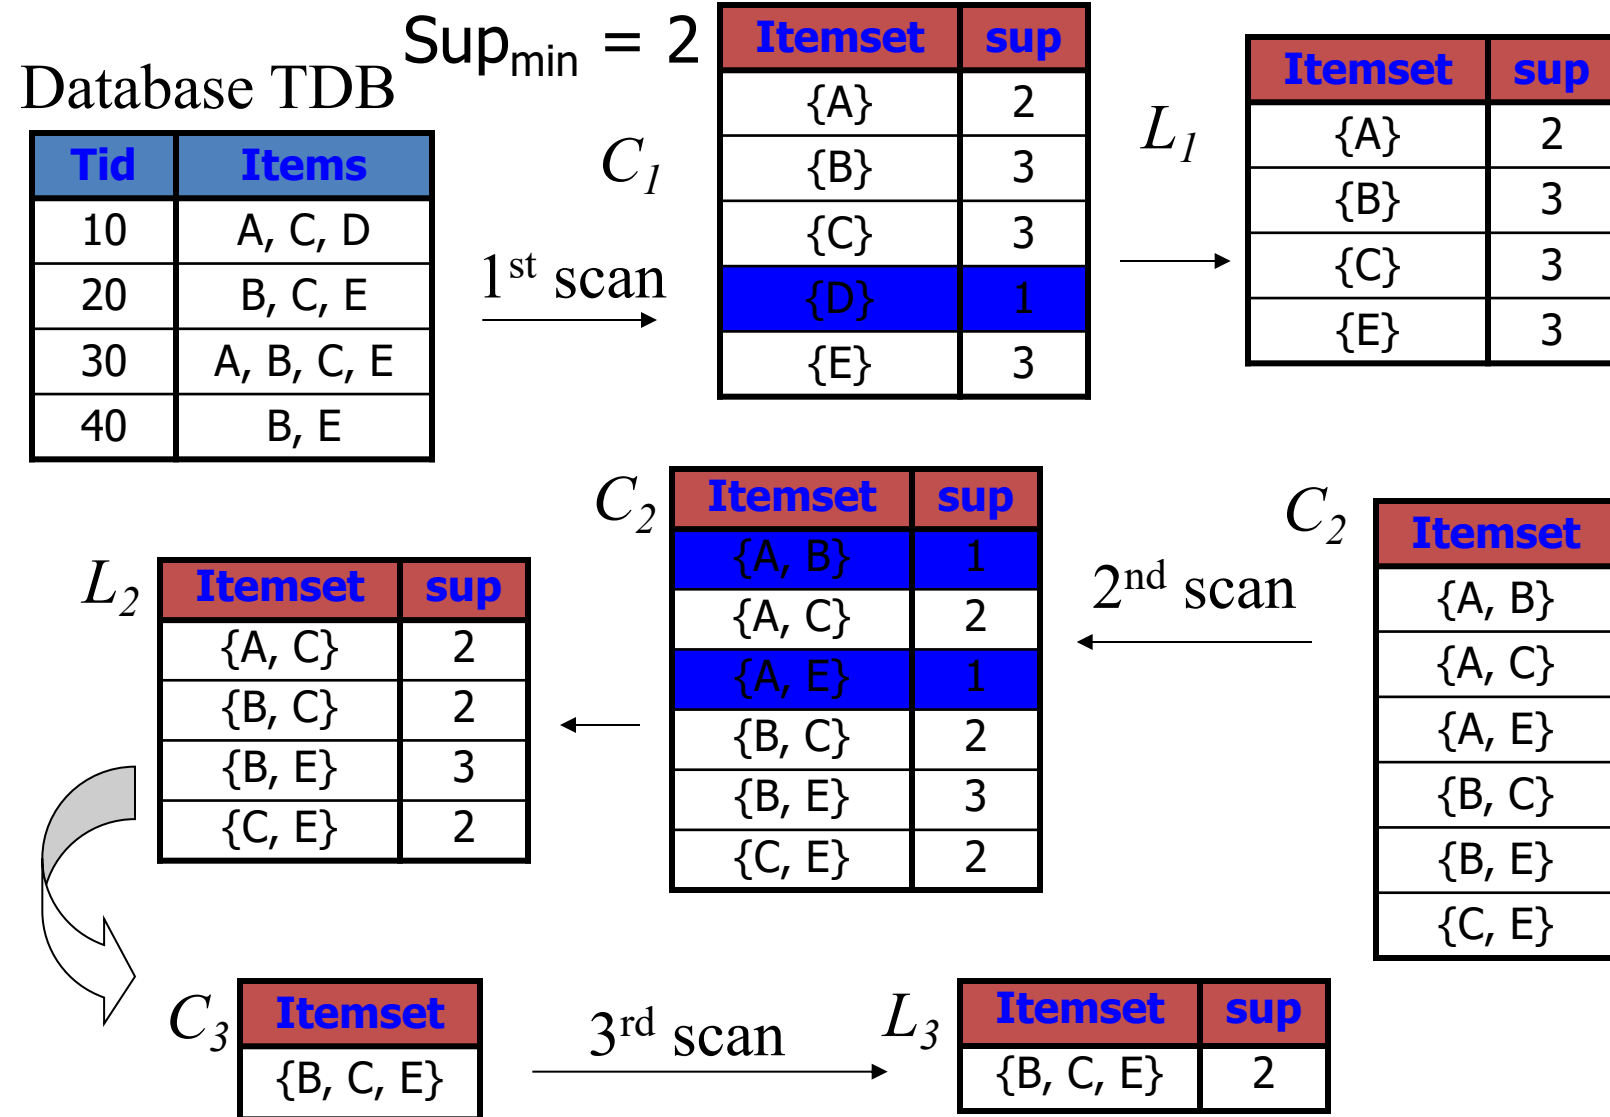 Sup_min = 2
Database TDB
Tid Items
10 A, C, D
20 B, C, E
30 A, B, C, E
40 B, E
1st scan
C1
Itemset sup
{A} 2
{B} 3
{C} 3
{D} 1
{E} 3
L1
Itemset sup
{A} 2
{B} 3
{C} 3
{E} 3
C2
Itemset
{A, B}
{A, C}
{A, E}
{B, C}
{B, E}
{C, E}
2nd scan
C2
Itemset sup
{A, B} 1
{A, C} 2
{A, E} 1
{B, C} 2
{B, E} 3
{C, E} 2
L2
Itemset sup
{A, C} 2
{B, C} 2
{B, E} 3
{C, E} 2
C3
Itemset
{B, C, E}
3rd scan
L3
Itemset sup
{B, C, E} 2